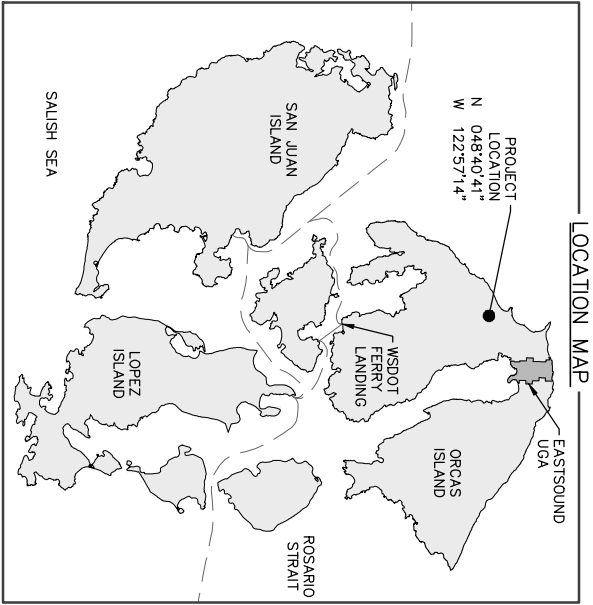 LOCATION MAP
PROJECT
LOCATION
N 048°40'41"
W 122°57'14"
EASTSOUND
UGA
ORCAS
ISLAND
WSDOT
FERRY
LANDING
SAN JUAN
ISLAND
ROSARIO
STRAIT
LOPEZ
ISLAND
SALISH SEA